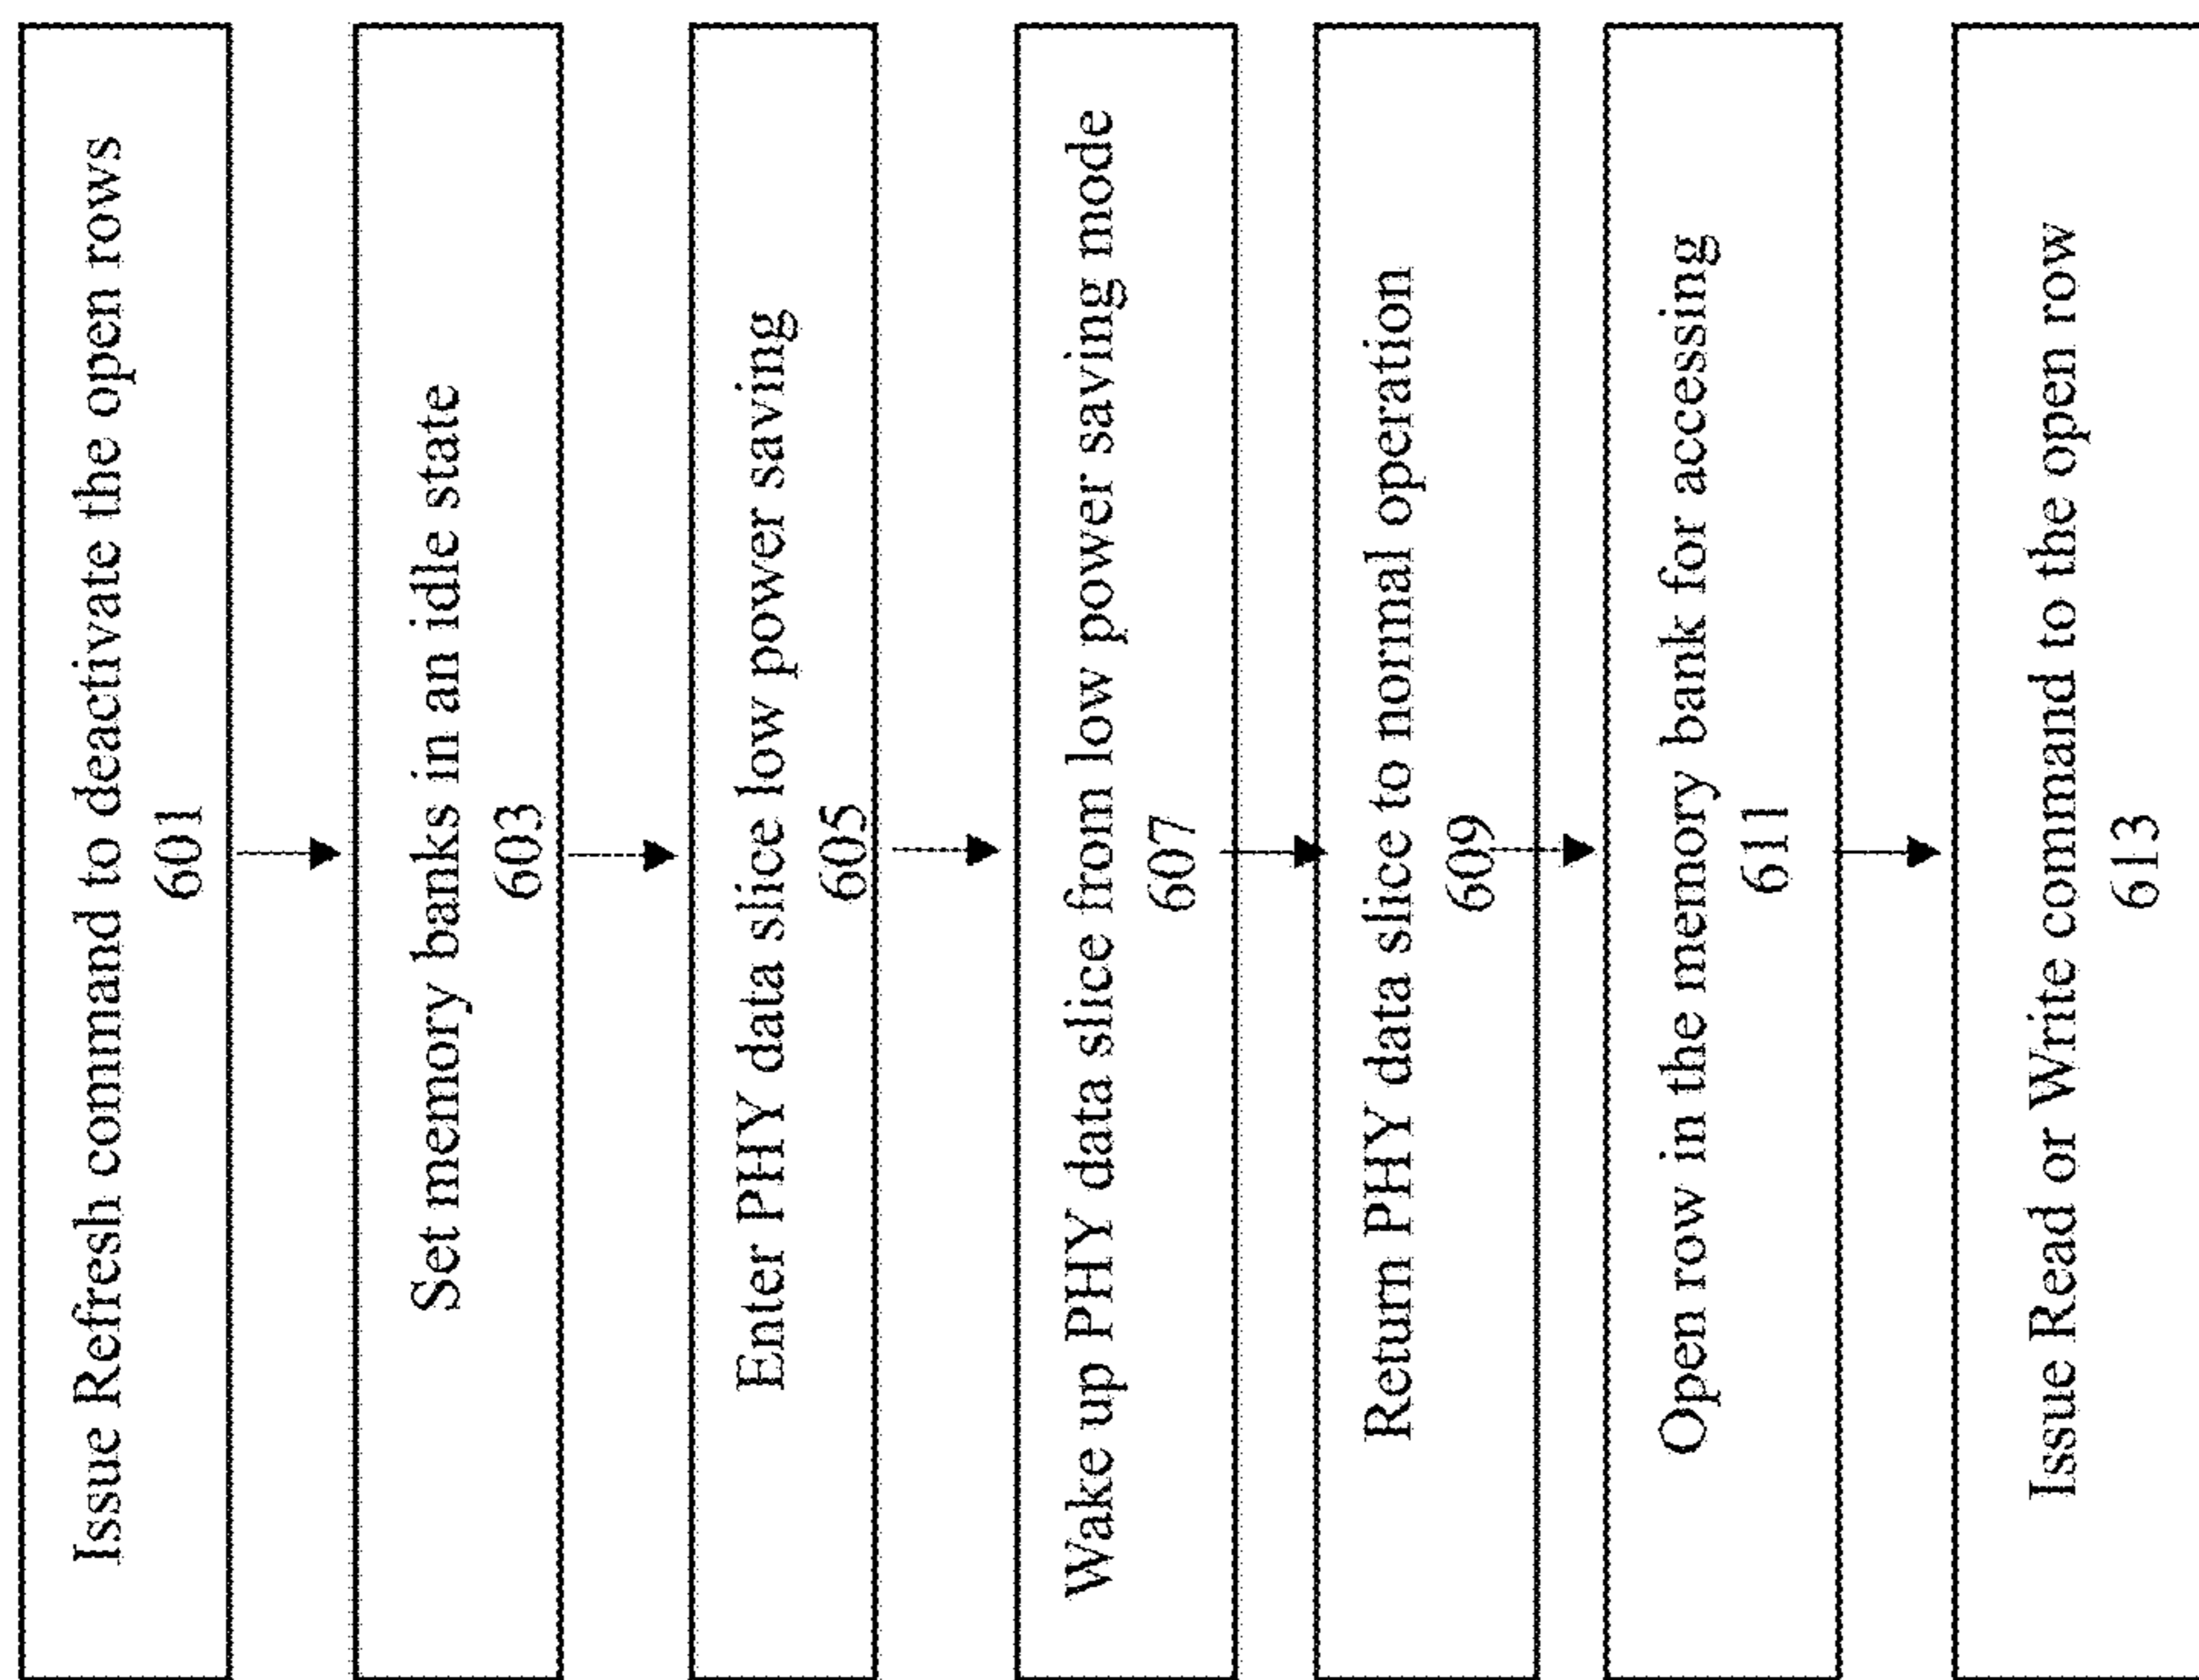 Issue Refresh command to deactivate the open rows
601
Set memory banks in an idle state
603
Enter PHY data slice low power saving
605
Wake up PHY data slice from low power saving mode
607
Return PHY data slice to normal operation
609
Open row in the memory bank for accessing
611
Issue Read or Write command to the open row
613